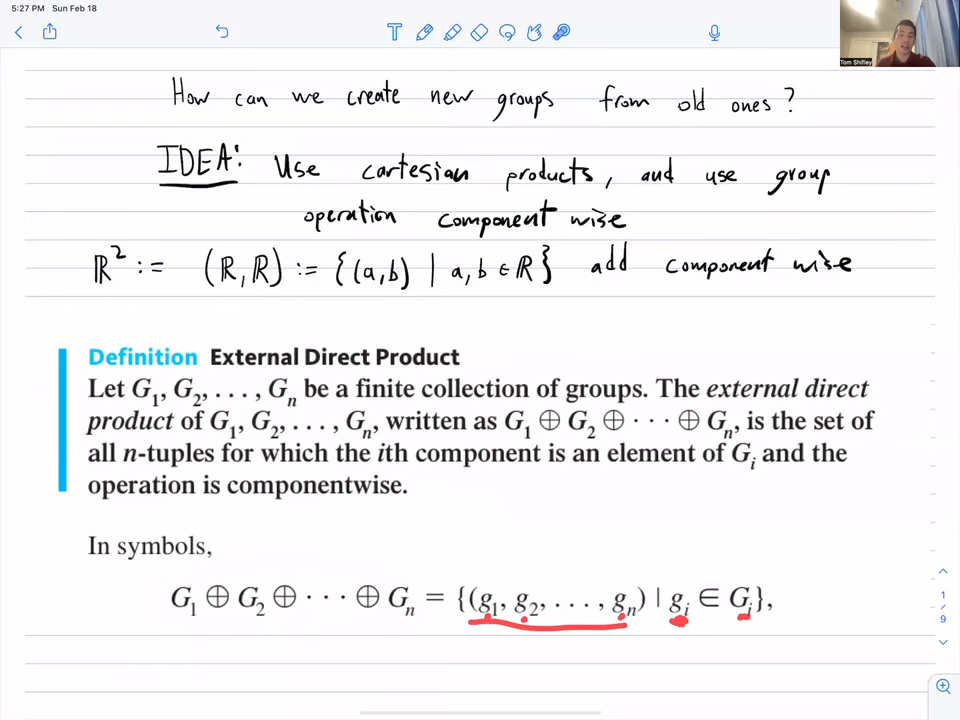 5:27 PM Sun Feb 18
Tom Shifley
How can we create new groups from old ones?
IDEA: Use cartesian products, and use group
operation component wise
ℝ² := (ℝ, ℝ) := {(a,b) | a, b ∈ ℝ} add component wise
Definition External Direct Product
Let G₁, G₂, . . . , Gₙ be a finite collection of groups. The external direct
product of G₁, G₂, . . . , Gₙ, written as G₁ ⊕ G₂ ⊕ · · · ⊕ Gₙ, is the set of
all n-tuples for which the ith component is an element of Gᵢ and the
operation is componentwise.
In symbols,
G₁ ⊕ G₂ ⊕ · · · ⊕ Gₙ = {(g₁, g₂, . . . , gₙ) | gᵢ ∈ Gᵢ},
1
/
9